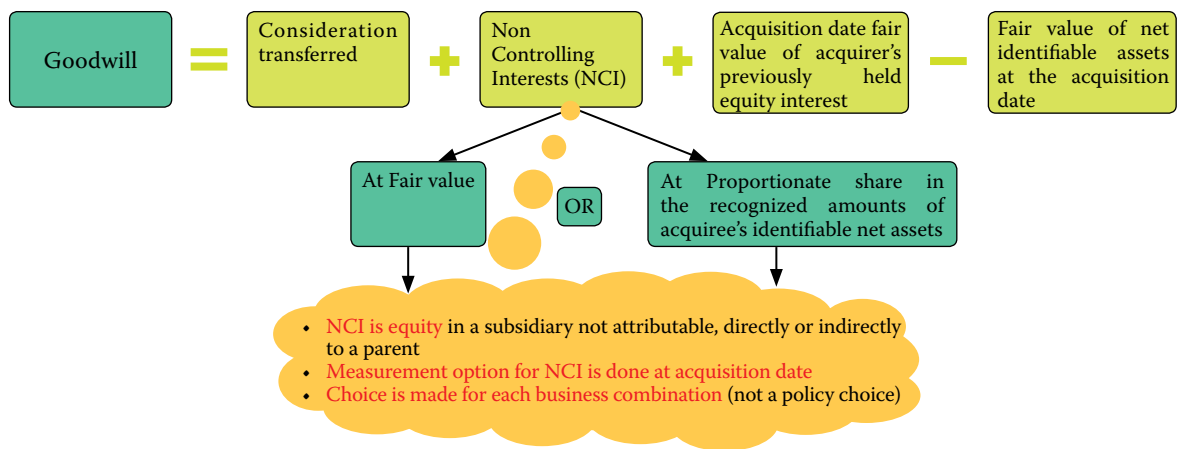 Goodwill
Consideration
transferred
Non
Controlling
Interests (NCI)
Acquisition date fair
value of acquirer's
previously held
equity interest
Fair value of net
identifiable assets
at the acquisition
date
At Fair value
OR
At Proportionate share in
the recognized amounts of
acquiree's identifiable net assets
• NCI is equity in a subsidiary not attributable, directly or indirectly
to a parent
• Measurement option for NCI is done at acquisition date
• Choice is made for each business combination (not a policy choice)